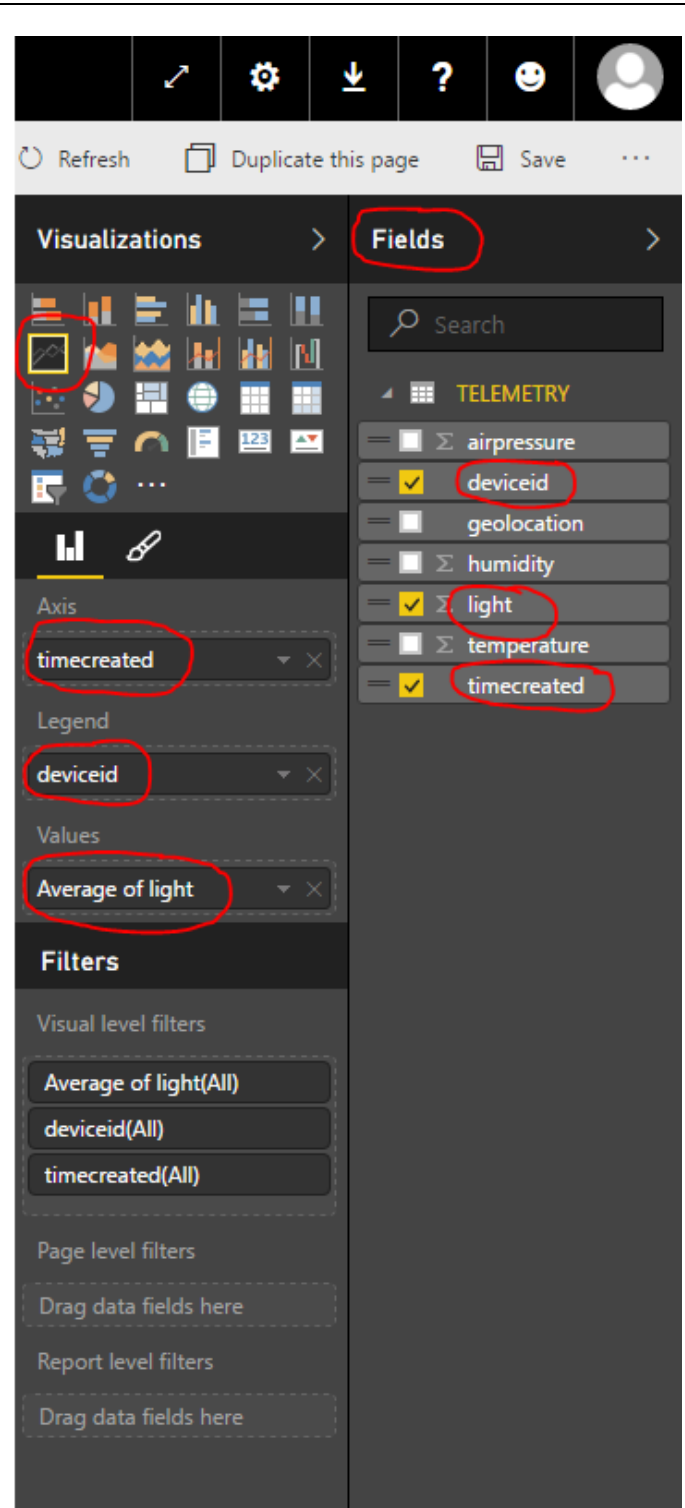 ?
Refresh Duplicate this page Save ...
Visualizations
Axis
timecreated
Legend
deviceid
Values
Average of light
Filters
Visual level filters
Average of light(All)
deviceid(All)
timecreated(All)
Page level filters
Drag data fields here
Report level filters
Drag data fields here
Fields
Search
TELEMETRY
Σ airpressure
deviceid
geolocation
Σ humidity
Σ light
Σ temperature
timecreated
123